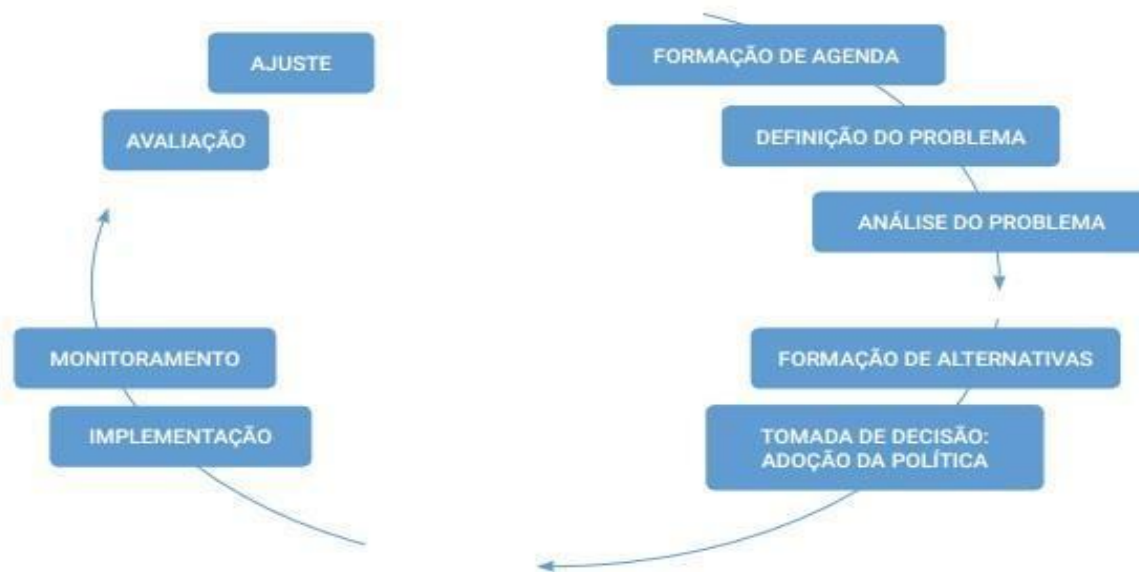 FORMAÇÃO DE AGENDA
DEFINIÇÃO DO PROBLEMA
ANÁLISE DO PROBLEMA
FORMAÇÃO DE ALTERNATIVAS
TOMADA DE DECISÃO:
ADOÇÃO DA POLÍTICA
IMPLEMENTAÇÃO
MONITORAMENTO
AVALIAÇÃO
AJUSTE